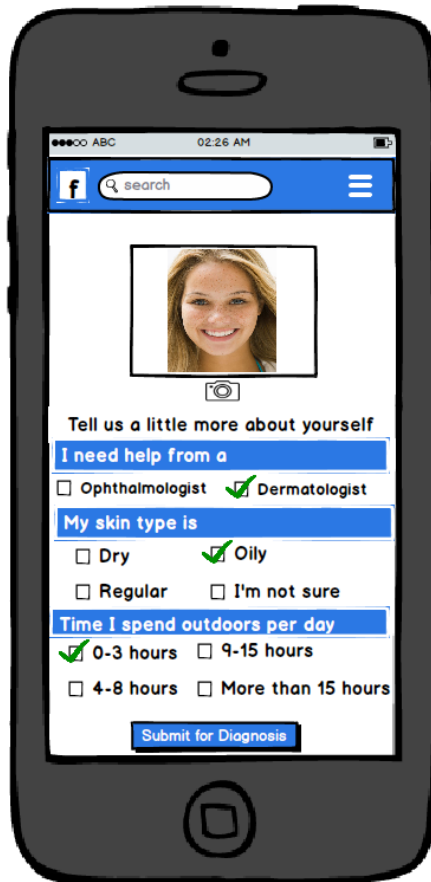 ABC 02:26 AM
f search
Tell us a little more about yourself
I need help from a
Ophthalmologist Dermatologist
My skin type is
Dry Oily
Regular I'm not sure
Time I spend outdoors per day
0-3 hours 9-15 hours
4-8 hours More than 15 hours
Submit for Diagnosis